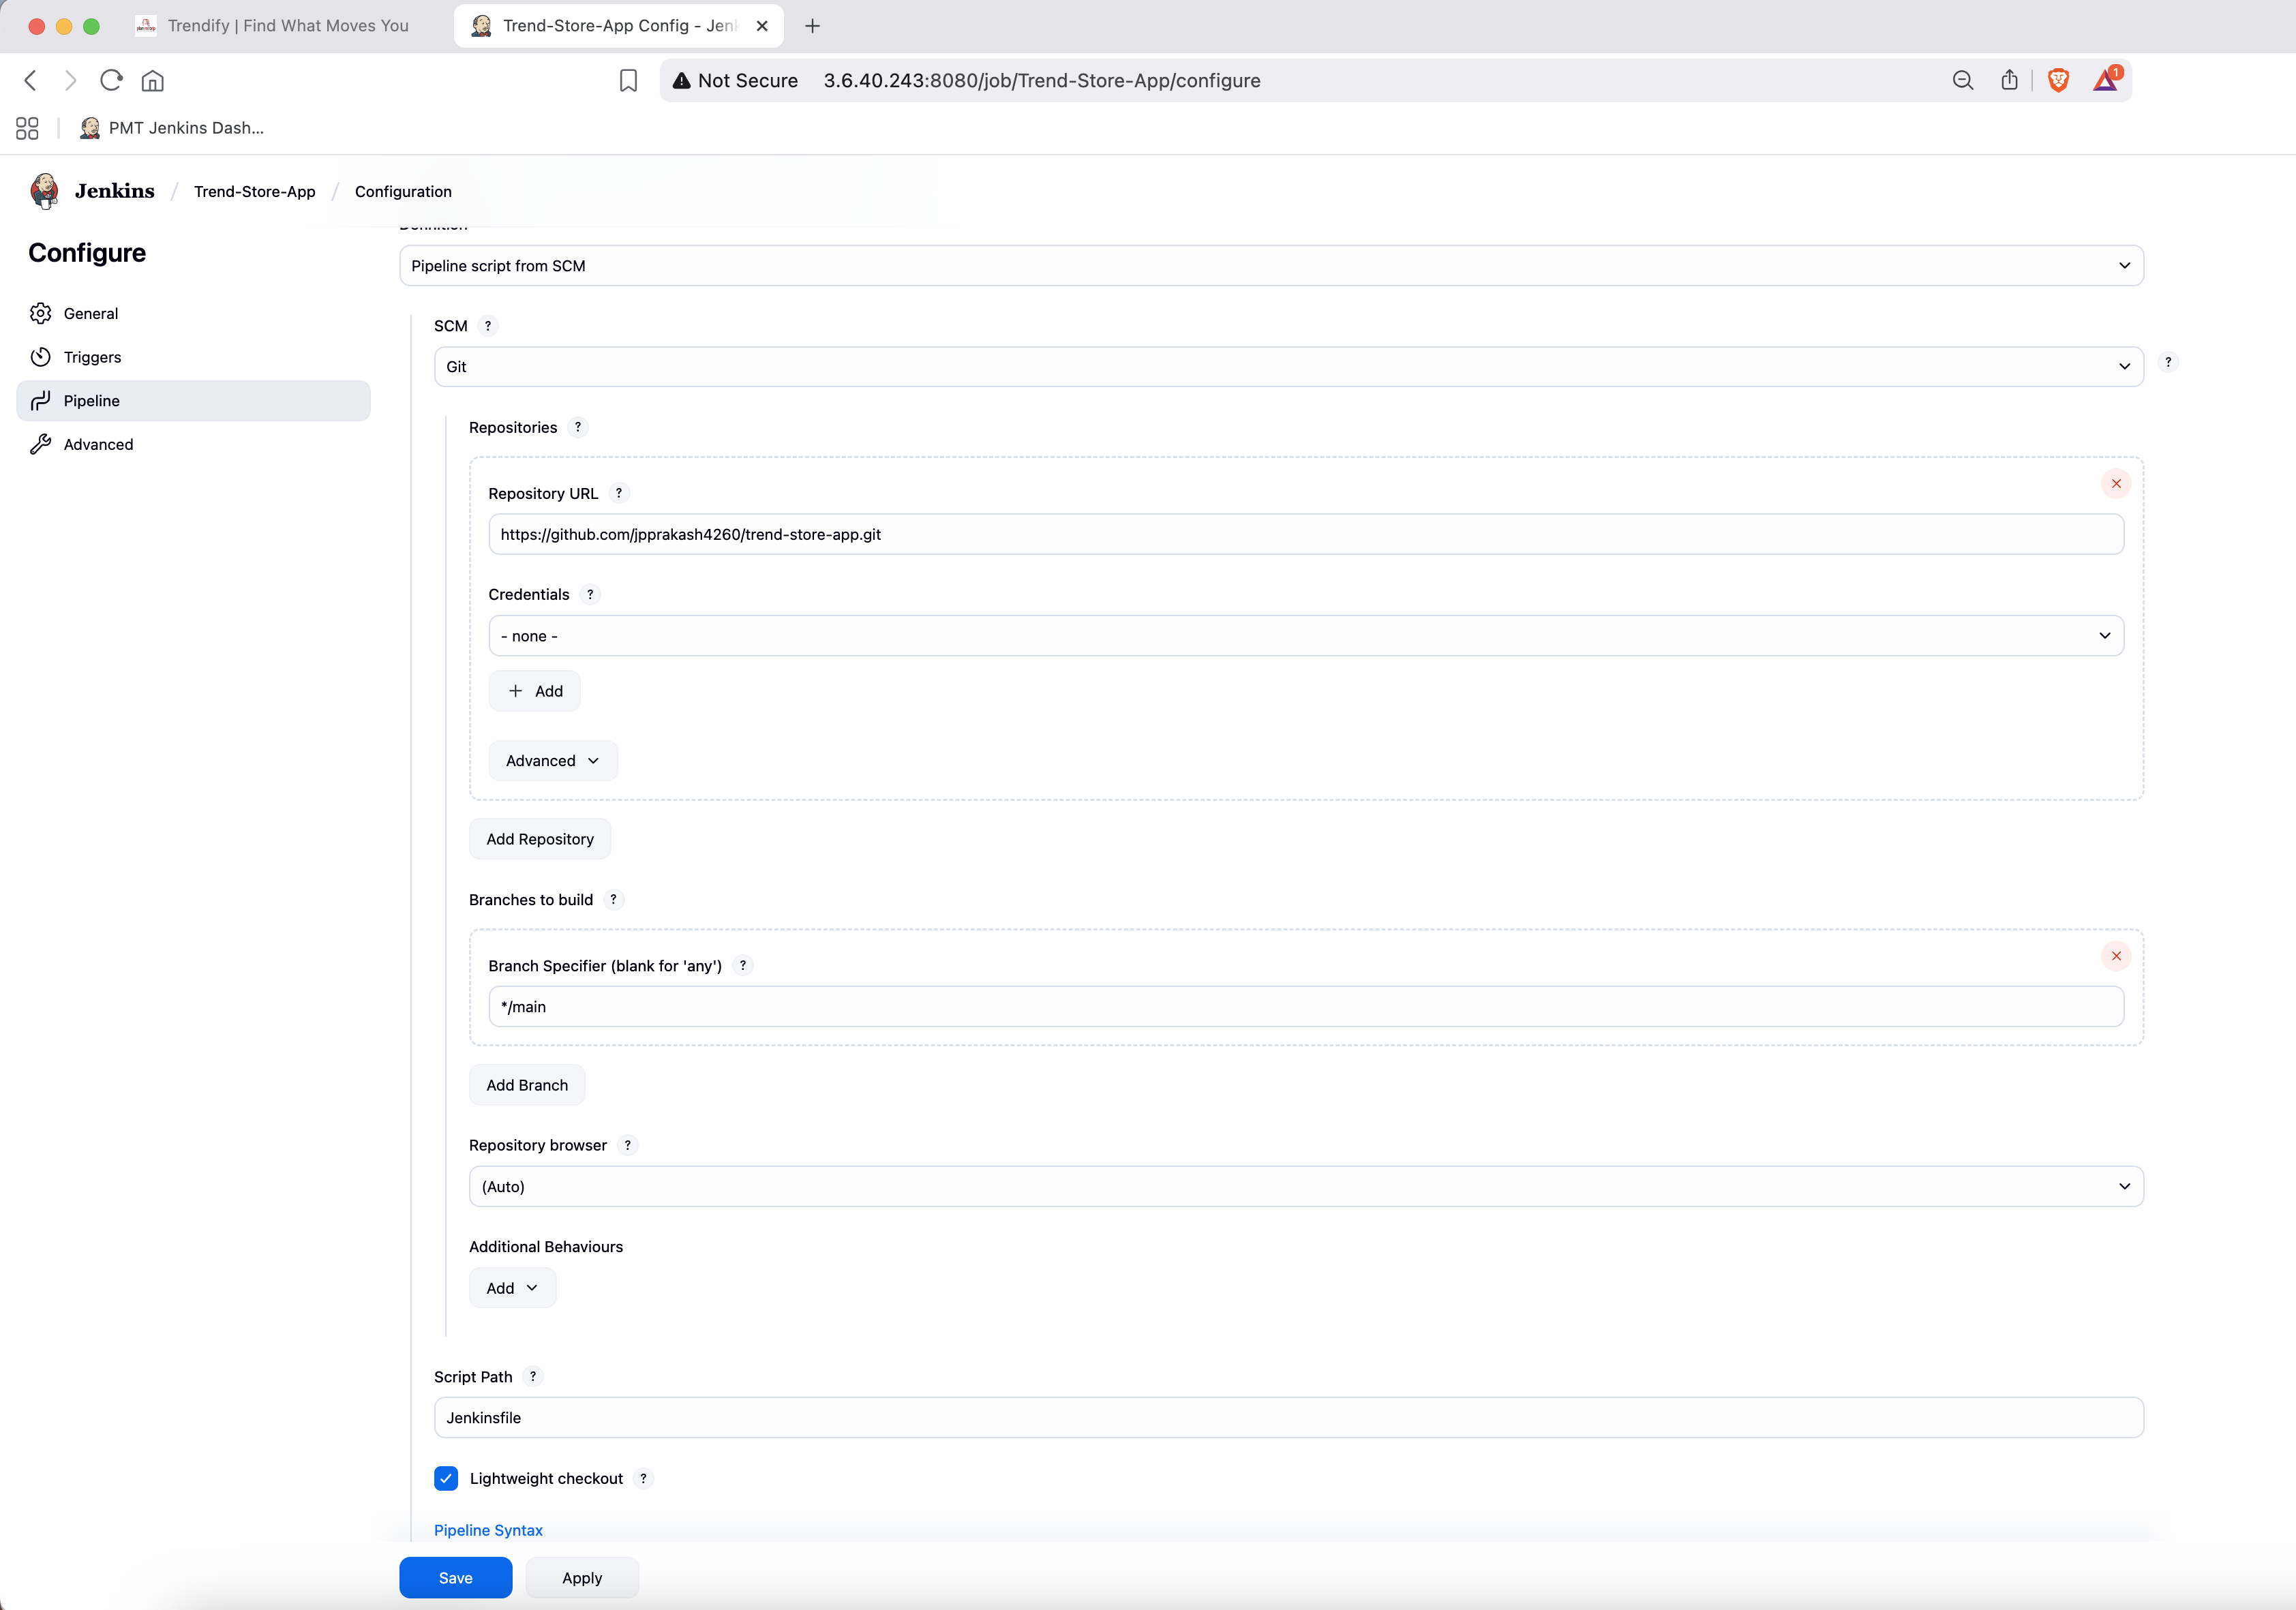 Trendify | Find What Moves You
Trend-Store-App Config - Jenk
Not Secure 3.6.40.243:8080/job/Trend-Store-App/configure
1
PMT Jenkins Dash...
Jenkins / Trend-Store-App / Configuration
Definition
Configure
Pipeline script from SCM
General
SCM ?
Triggers
Git
?
Pipeline
Repositories ?
Advanced
Repository URL ?
https://github.com/jpprakash4260/trend-store-app.git
Credentials ?
- none -
+ Add
Advanced
Add Repository
Branches to build ?
Branch Specifier (blank for 'any') ?
*/main
Add Branch
Repository browser ?
(Auto)
Additional Behaviours
Add
Script Path ?
Jenkinsfile
Lightweight checkout ?
Pipeline Syntax
Save
Apply